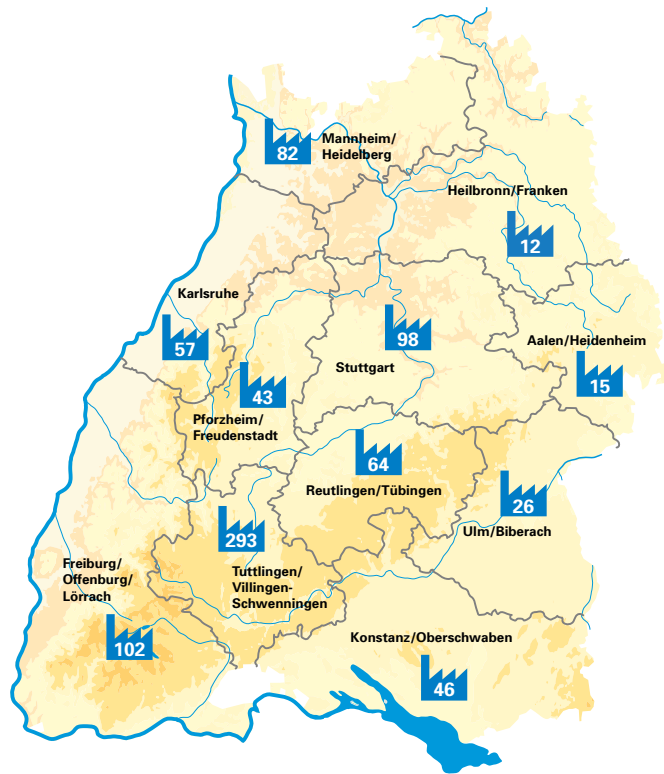 82
Mannheim/
Heidelberg
Heilbronn/Franken
12
Karlsruhe
57
98
Stuttgart
Aalen/Heidenheim
15
43
Pforzheim/
Freudenstadt
64
Reutlingen/Tübingen
26
Ulm/Biberach
293
Tuttlingen/
Villingen-
Schwenningen
Freiburg/
Offenburg/
Lörrach
102
Konstanz/Oberschwaben
46